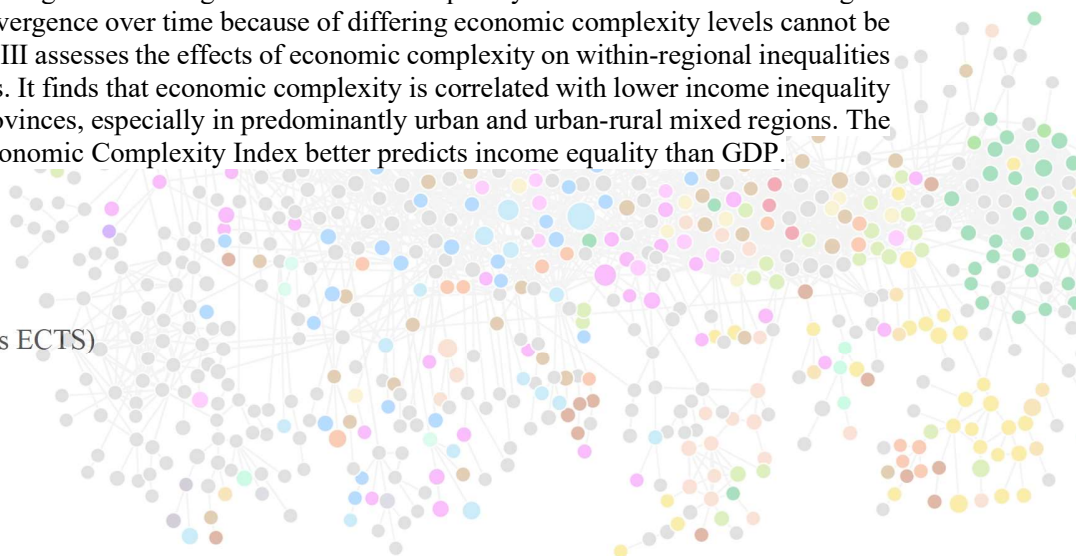 vergence over time because of differing economic complexity levels cannot be
III assesses the effects of economic complexity on within-regional inequalities
s. It finds that economic complexity is correlated with lower income inequality
ovinces, especially in predominantly urban and urban-rural mixed regions. The
onomic Complexity Index better predicts income equality than GDP.
s ECTS)